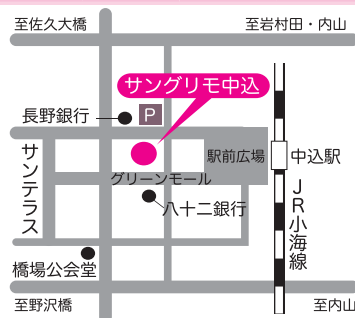 至佐久大橋
至岩村田・内山
サングリモ中込
長野銀行
P
サンテラス
駅前広場
中込駅
グリーンモール
八十二銀行
JR小海線
橋場公会堂
至野沢橋
至内山